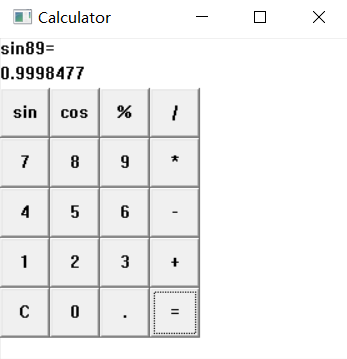 Calculator
sin89=
0.9998477
sin cos % /
7 8 9 *
4 5 6 -
1 2 3 +
C 0 . =